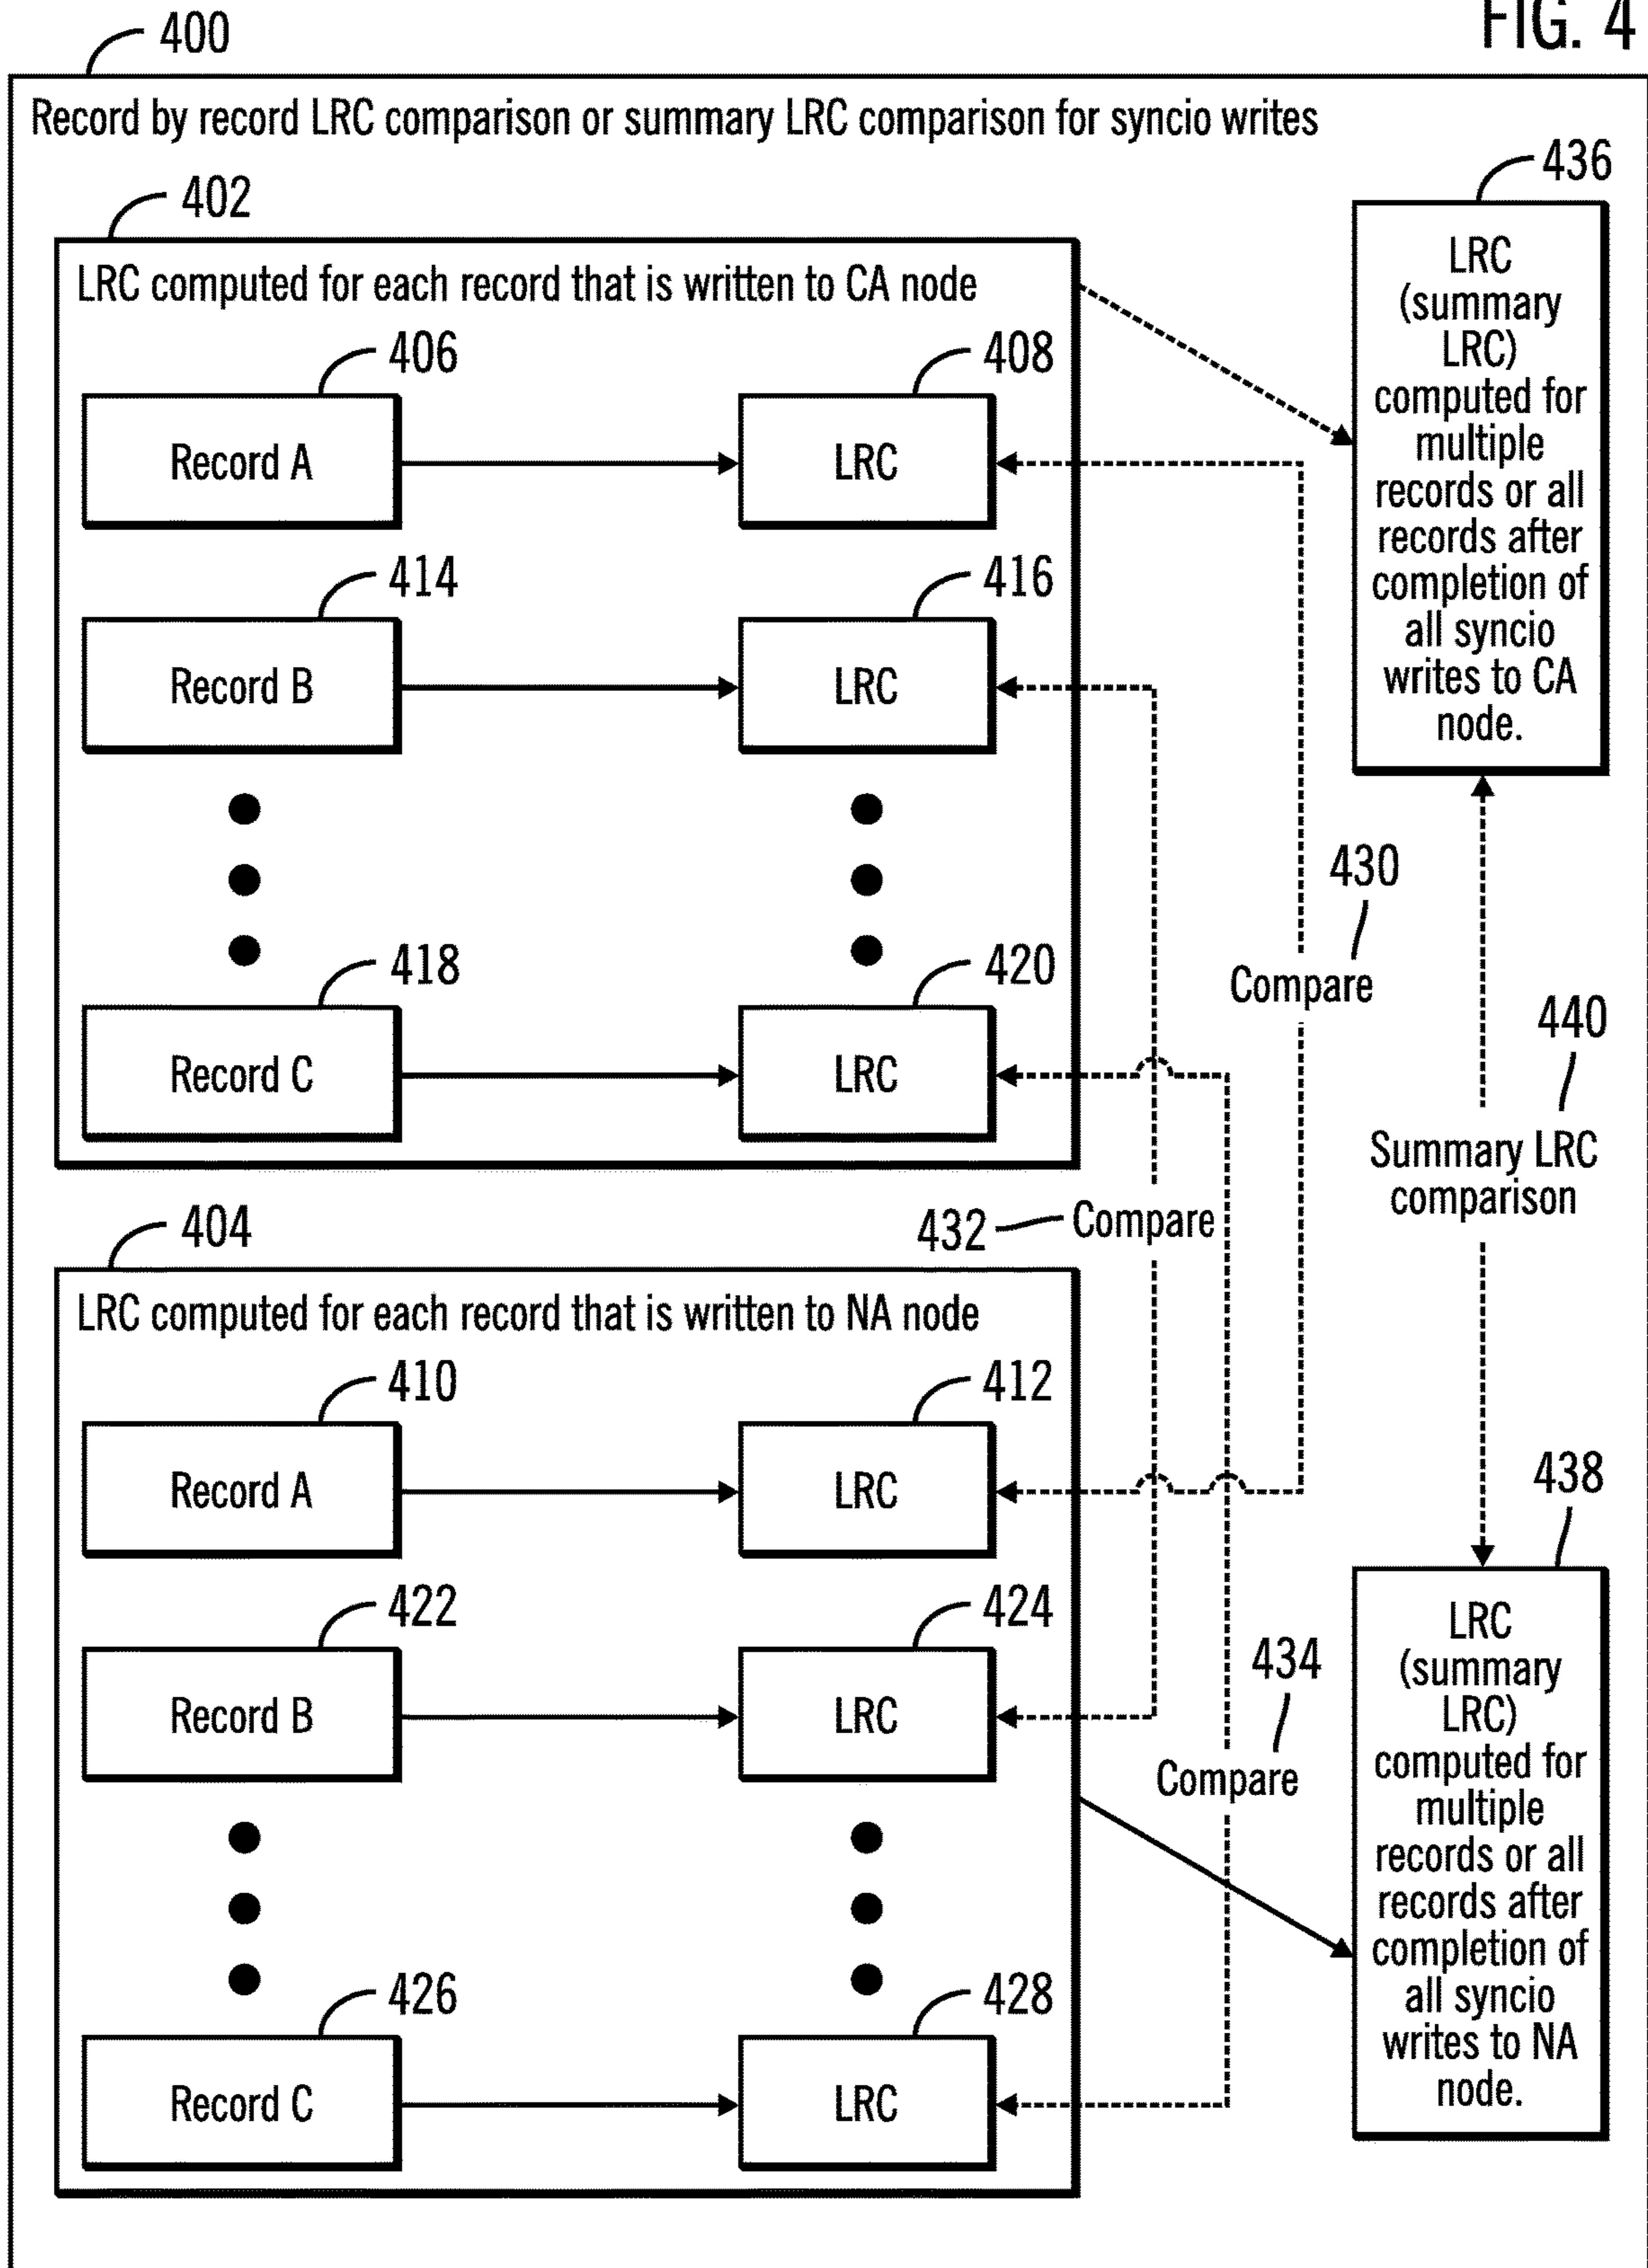 FIG. 4
400
Record by record LRC comparison or summary LRC comparison for syncio writes
402
LRC computed for each record that is written to CA node
406
408
Record A
LRC
414
416
Record B
LRC
418
420
Record C
LRC
404
LRC computed for each record that is written to NA node
410
412
Record A
LRC
422
424
Record B
LRC
426
428
Record C
LRC
430
Compare
432
Compare
434
Compare
436
LRC
(summary
LRC)
computed for
multiple
records or all
records after
completion of
all syncio
writes to CA
node.
440
Summary LRC
comparison
438
LRC
(summary
LRC)
computed for
multiple
records or all
records after
completion of
all syncio
writes to NA
node.